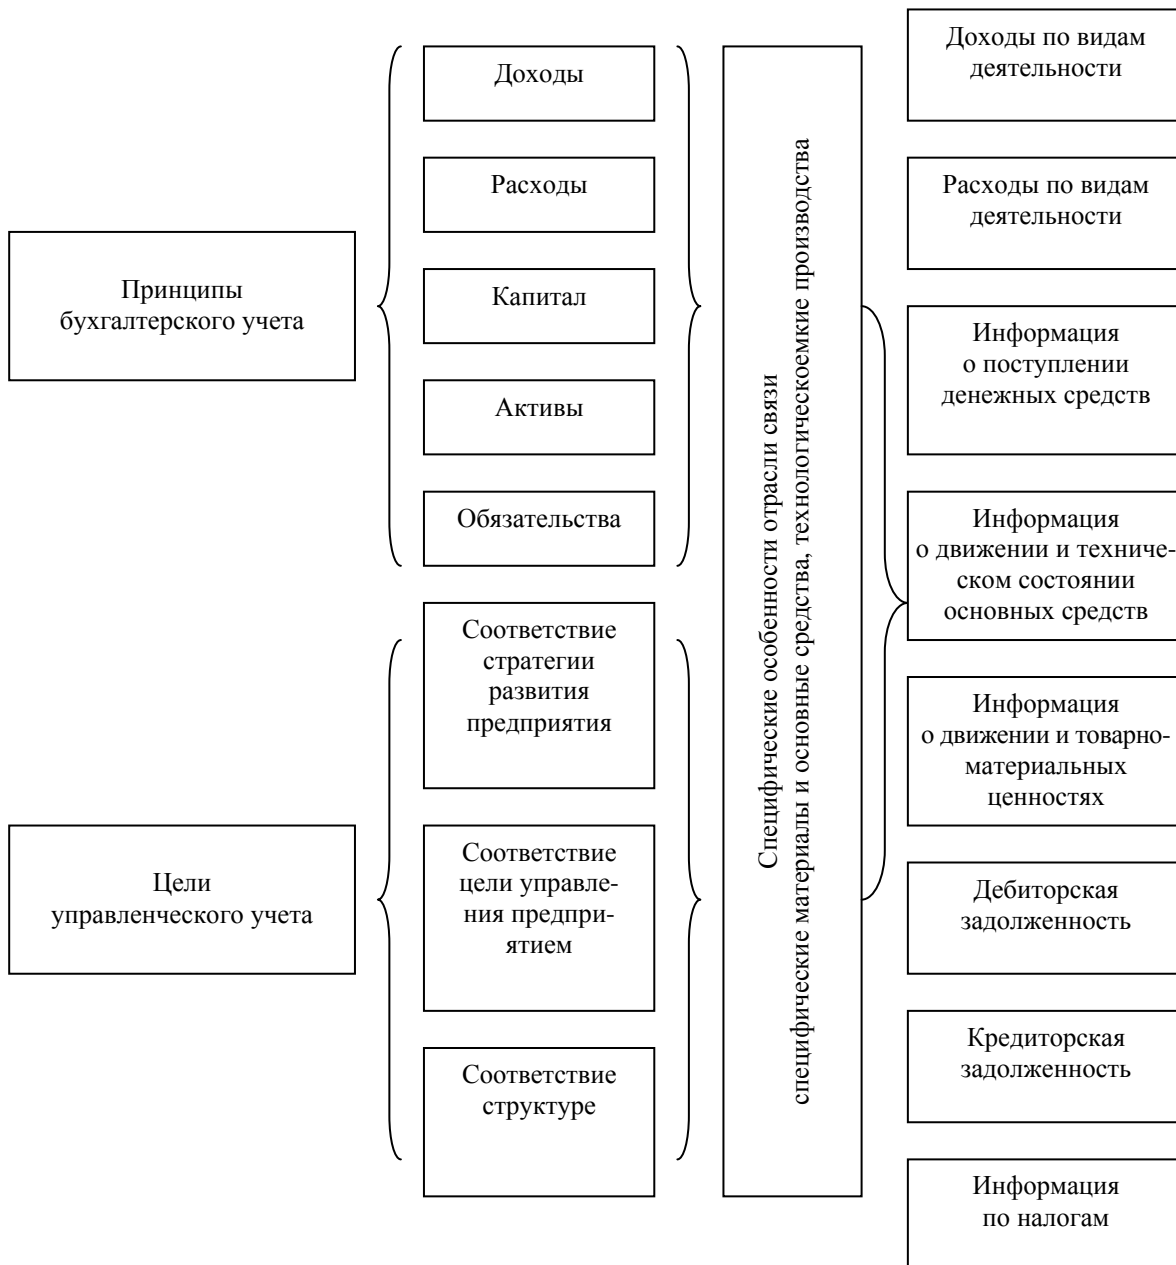 Принципы
бухгалтерского учета
Цели
управленческого учета
Доходы
Расходы
Капитал
Активы
Обязательства
Соответствие
стратегии
развития
предприятия
Соответствие
цели управле-
ния предпри-
ятием
Соответствие
структуре
Специфические особенности отрасли связи
специфические материалы и основные средства, технологическоемкие производства
Доходы по видам
деятельности
Расходы по видам
деятельности
Информация
о поступлении
денежных средств
Информация
о движении и техниче-
ском состоянии
основных средств
Информация
о движении и товарно-
материальных
ценностях
Дебиторская
задолженность
Кредиторская
задолженность
Информация
по налогам